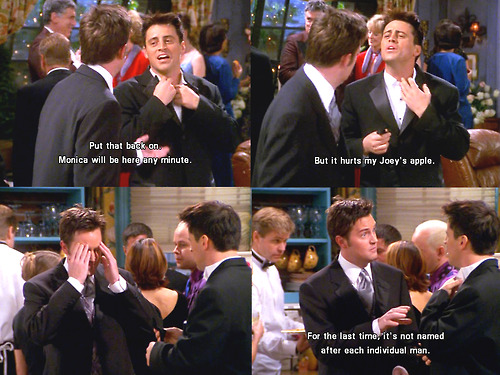 Put that back on.
Monica will be here any minute.
But it hurts my Joey's apple.
For the last time, it's not named
after each individual man.